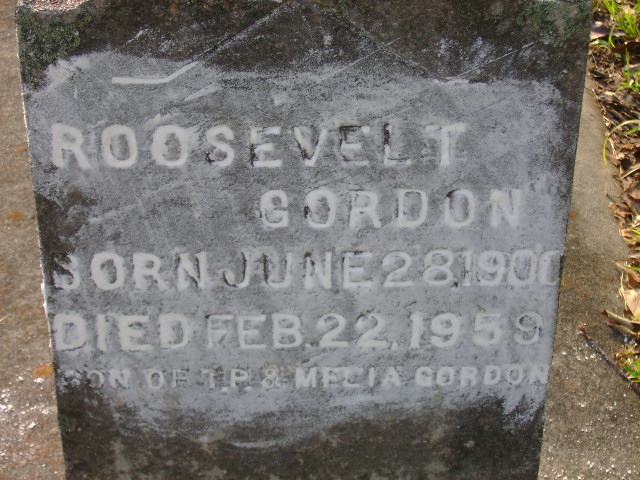 ROOSEVELT
GORDON
BORN JUNE 28 1900
DIED FEB. 22, 1959
SON OF T.P. & MELIA GORDON